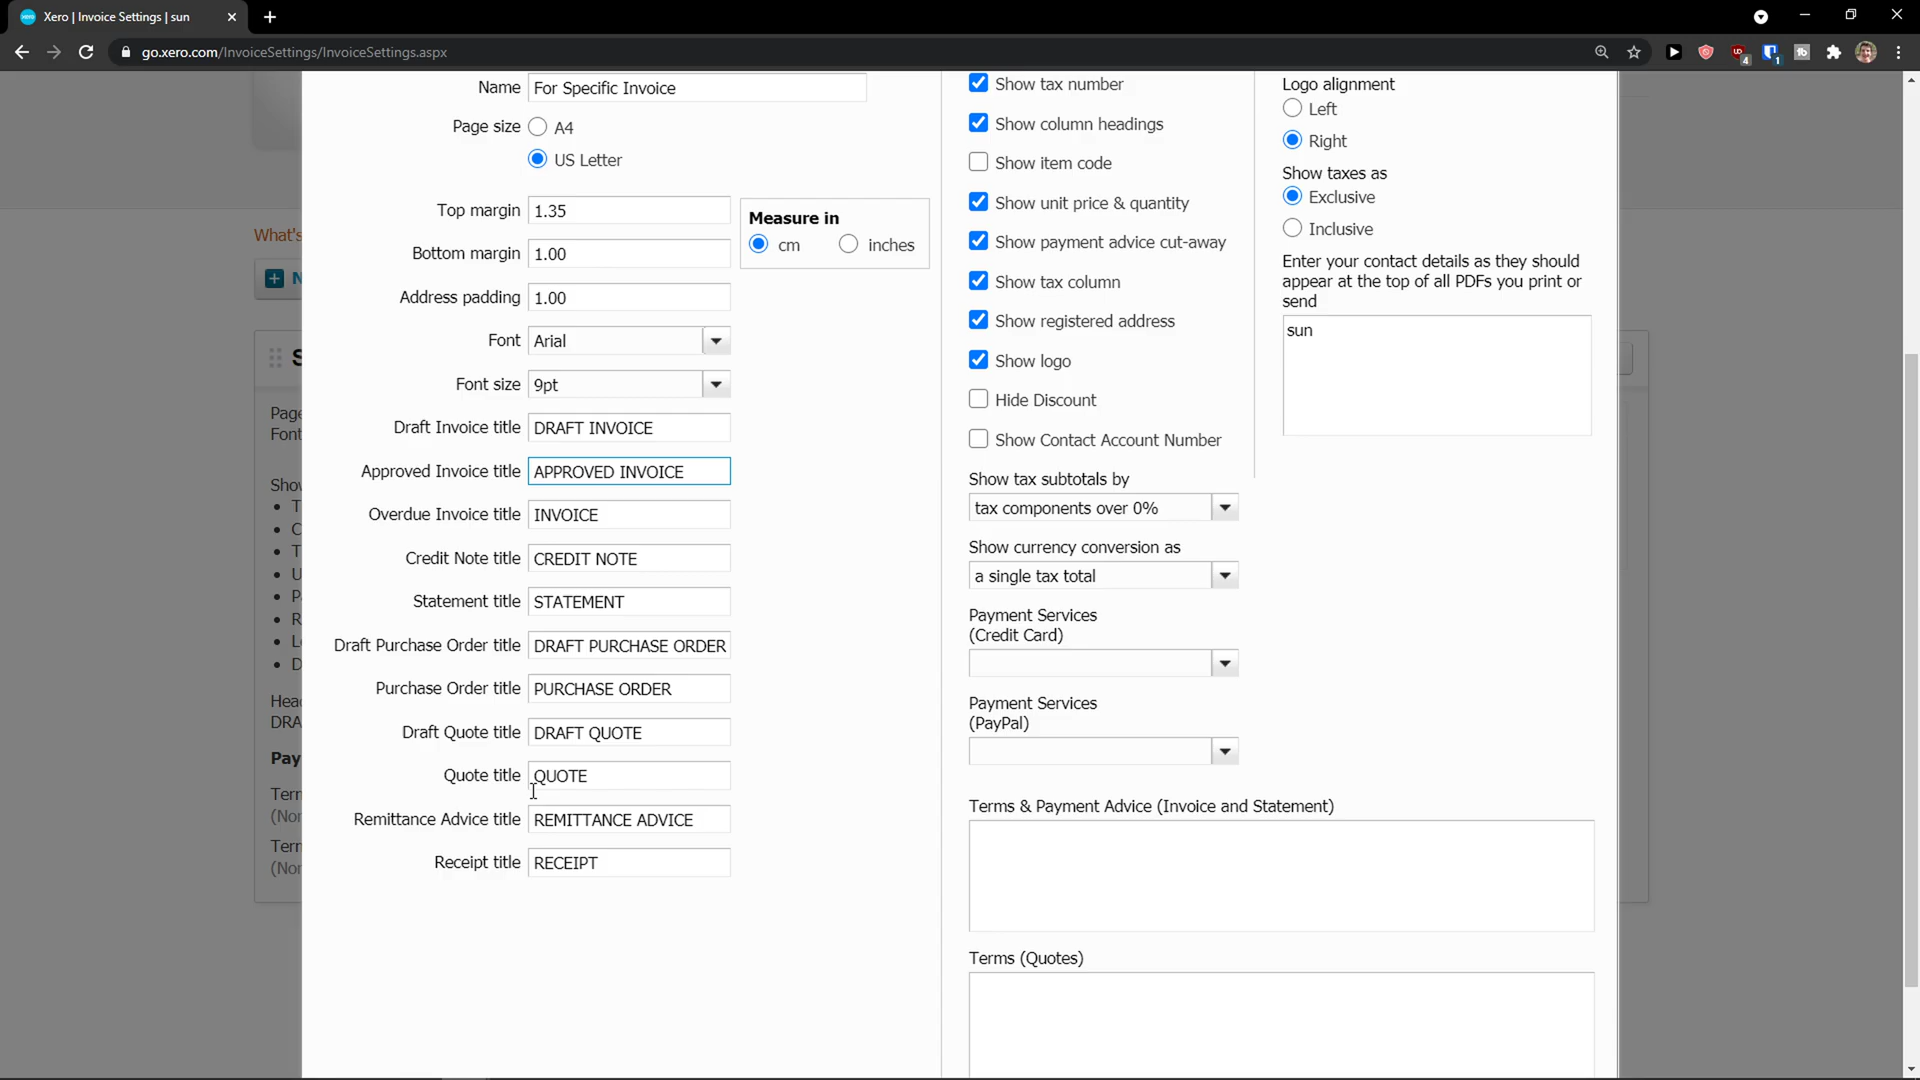 Xero | Invoice Settings | sun
go.xero.com/InvoiceSettings/InvoiceSettings.aspx
4
1
Name For Specific Invoice
Page size A4
US Letter
Top margin 1.35
Bottom margin 1.00
Address padding 1.00
Measure in
cm inches
Font Arial
Font size 9pt
Draft Invoice title DRAFT INVOICE
Approved Invoice title APPROVED INVOICE
Overdue Invoice title INVOICE
Credit Note title CREDIT NOTE
Statement title STATEMENT
Draft Purchase Order title DRAFT PURCHASE ORDER
Purchase Order title PURCHASE ORDER
Draft Quote title DRAFT QUOTE
Quote title QUOTE
Remittance Advice title REMITTANCE ADVICE
Receipt title RECEIPT
Show tax number
Show column headings
Show item code
Show unit price & quantity
Show payment advice cut-away
Show tax column
Show registered address
Show logo
Hide Discount
Show Contact Account Number
Show tax subtotals by
tax components over 0%
Show currency conversion as
a single tax total
Payment Services
(Credit Card)
Payment Services
(PayPal)
Terms & Payment Advice (Invoice and Statement)
Terms (Quotes)
Logo alignment
Left
Right
Show taxes as
Exclusive
Inclusive
Enter your contact details as they should
appear at the top of all PDFs you print or
send
sun
What's